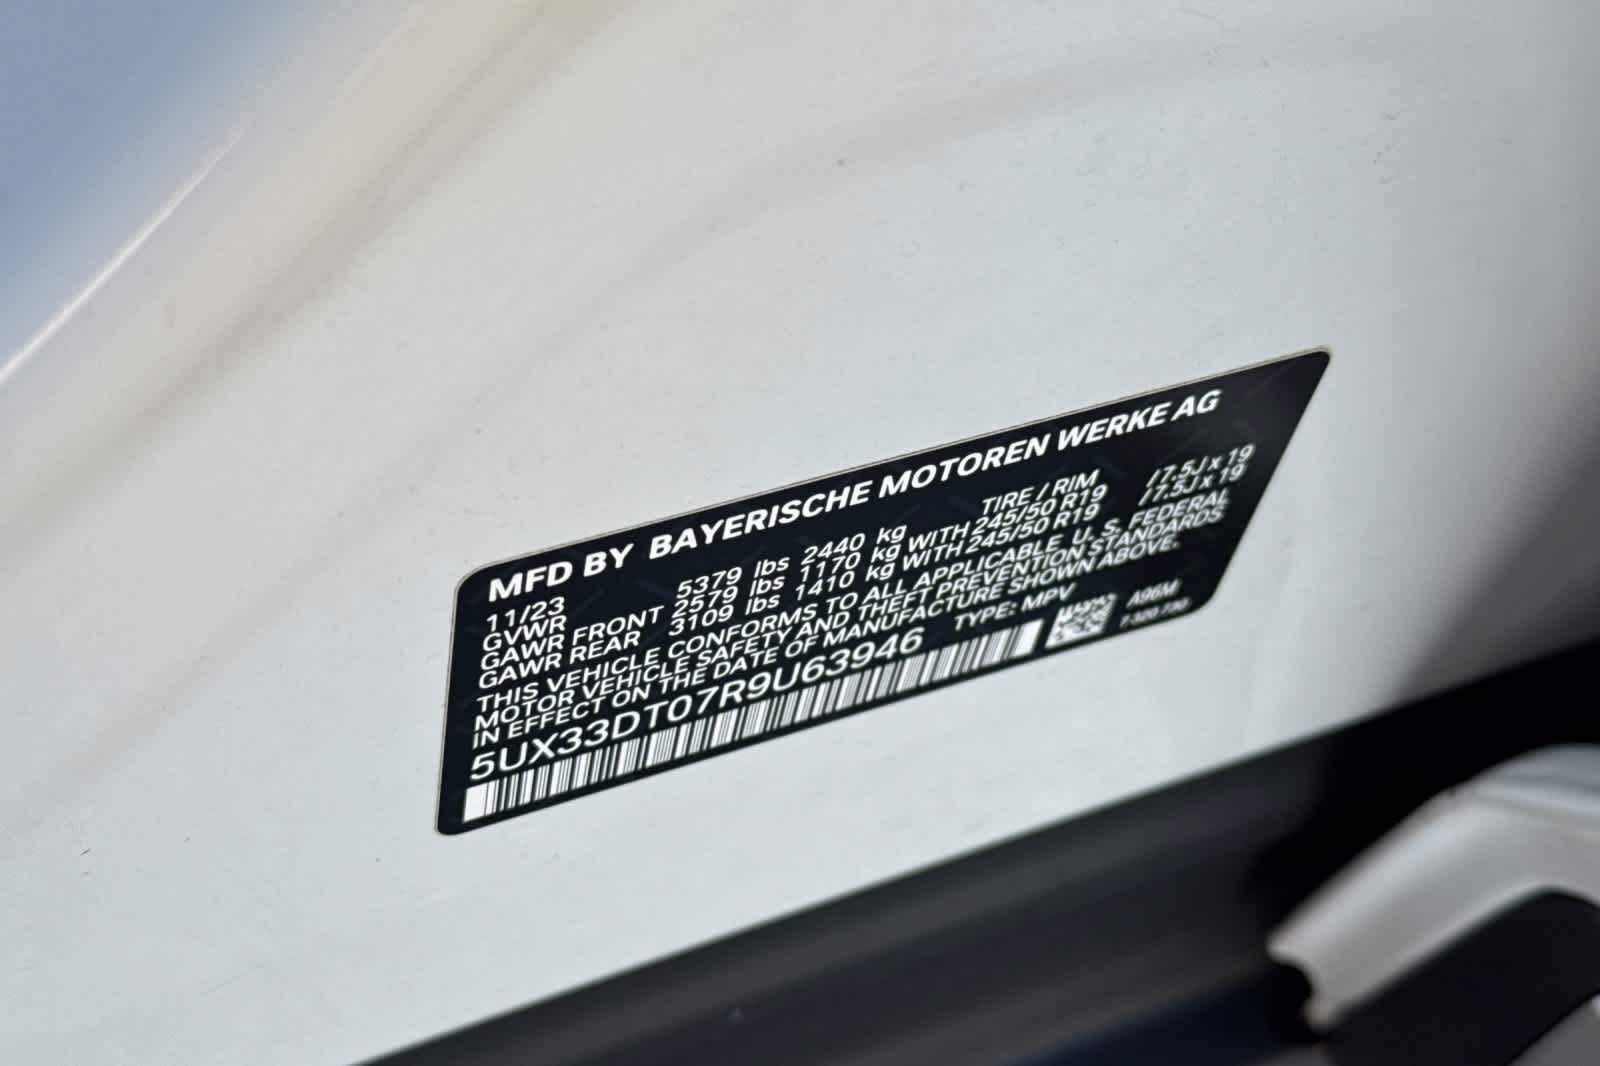 MFD BY BAYERISCHE MOTOREN WERKE AG
11/23 TIRE / RIM
GVWR 5379 lbs 2440 kg
GAWR FRONT 2579 lbs 1170 kg WITH 245/50 R19 /7.5J x 19
GAWR REAR 3109 lbs 1410 kg WITH 245/50 R19 /7.5J x 19
THIS VEHICLE CONFORMS TO ALL APPLICABLE U. S. FEDERAL
MOTOR VEHICLE SAFETY AND THEFT PREVENTION STANDARDS
IN EFFECT ON THE DATE OF MANUFACTURE SHOWN ABOVE.
5UX33DT07R9U63946 TYPE: MPV
A96M